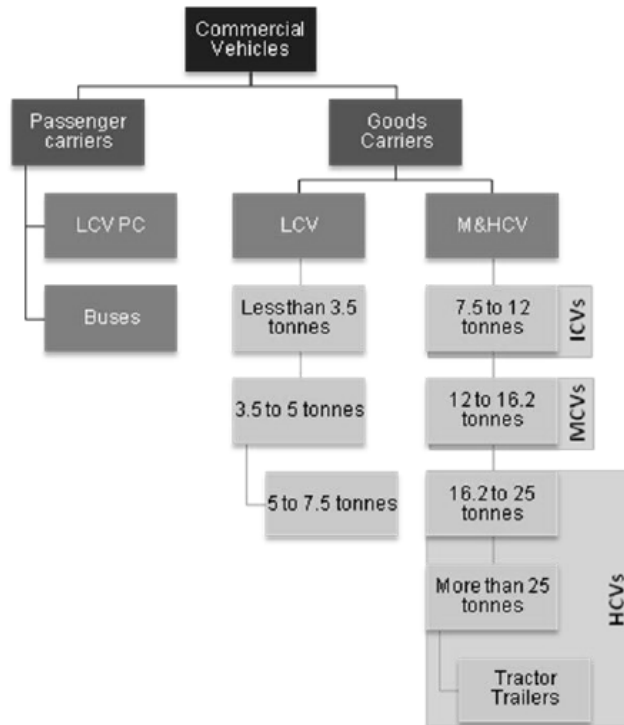 Commercial
Vehicles
Passenger
carriers
Goods
Carriers
LCV PC
LCV
M&HCV
Buses
Lessthan 3.5
tonnes
7.5 to 12
tonnes
ICVs
3.5 to 5 tonnes
12 to 16.2
tonnes
MCVs
5 to 7.5 tonnes
16.2 to 25
tonnes
More than 25
tonnes
HCVs
Tractor
Trailers